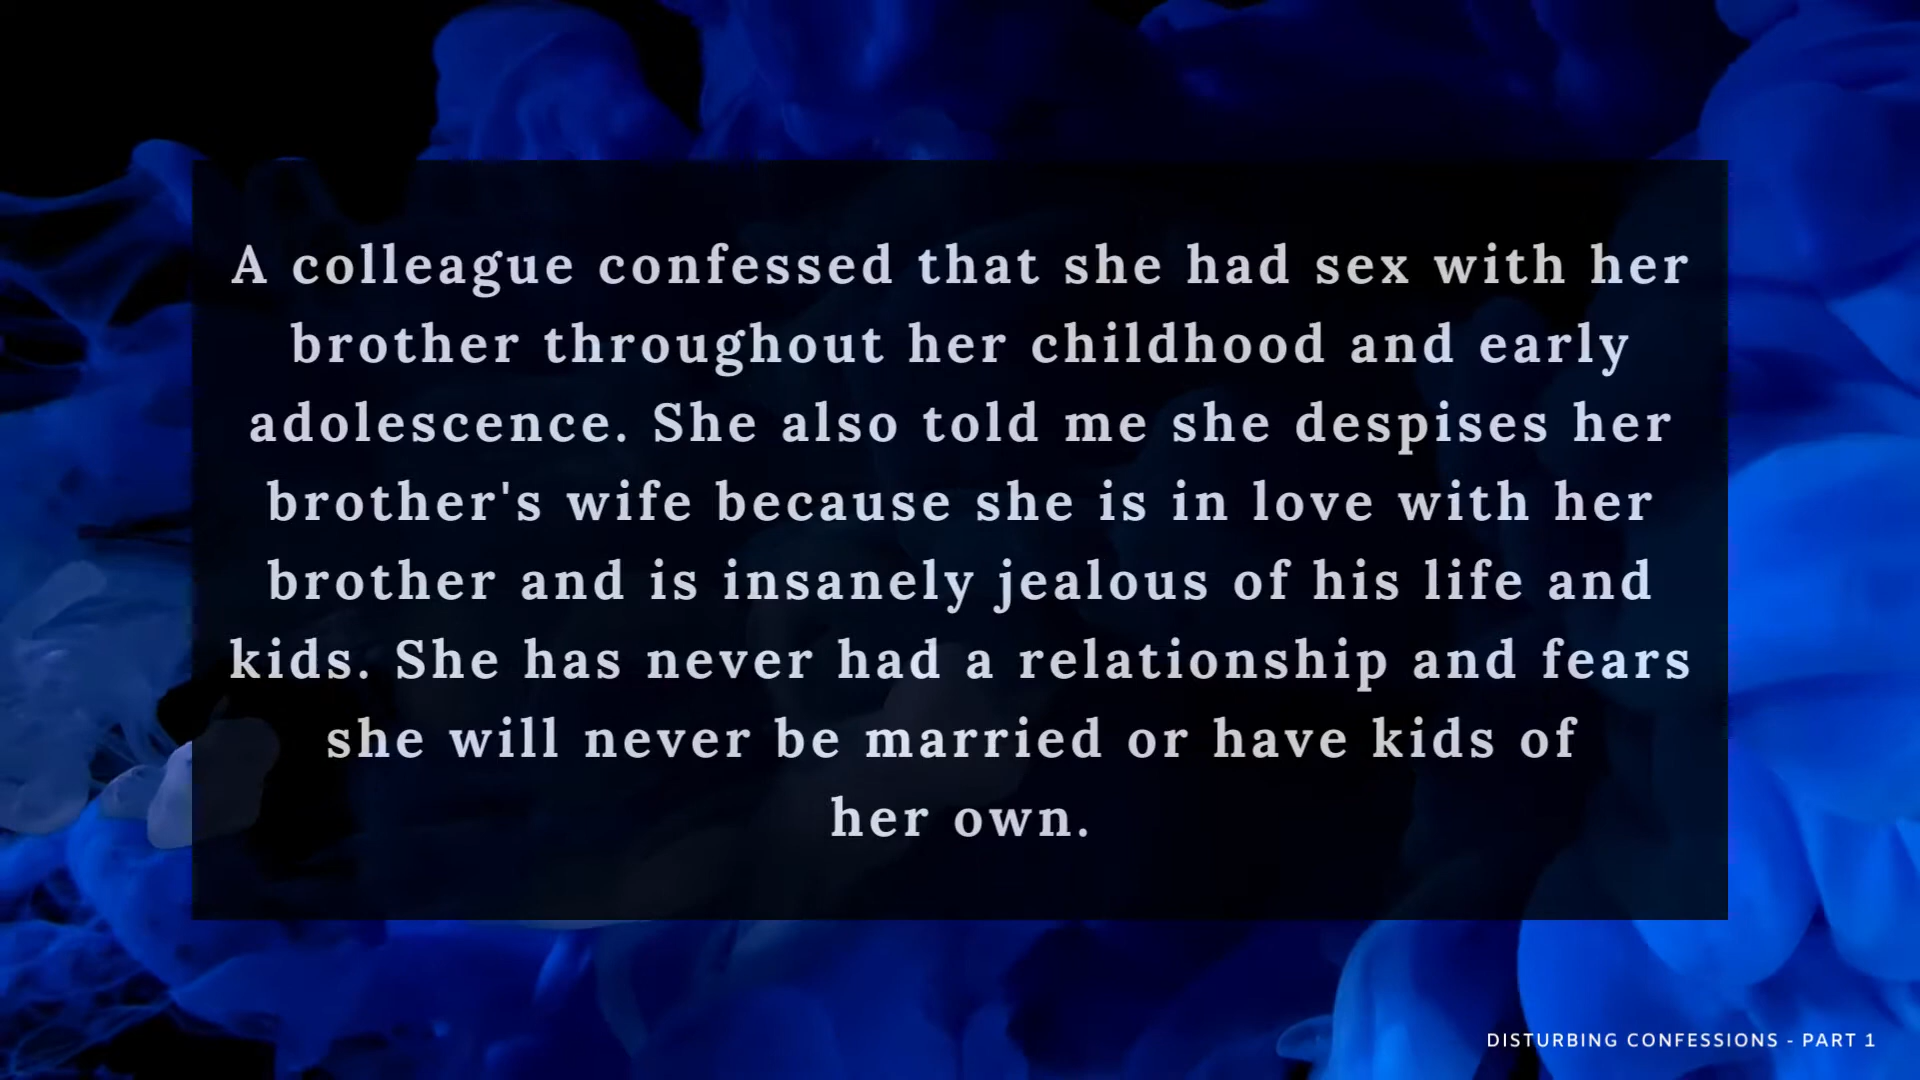 A colleague confessed that she had sex with her
brother throughout her childhood and early
adolescence. She also told me she despises her
brother's wife because she is in love with her
brother and is insanely jealous of his life and
kids. She has never had a relationship and fears
she will never be married or have kids of
her own.
DISTURBING CONFESSIONS - PART 1